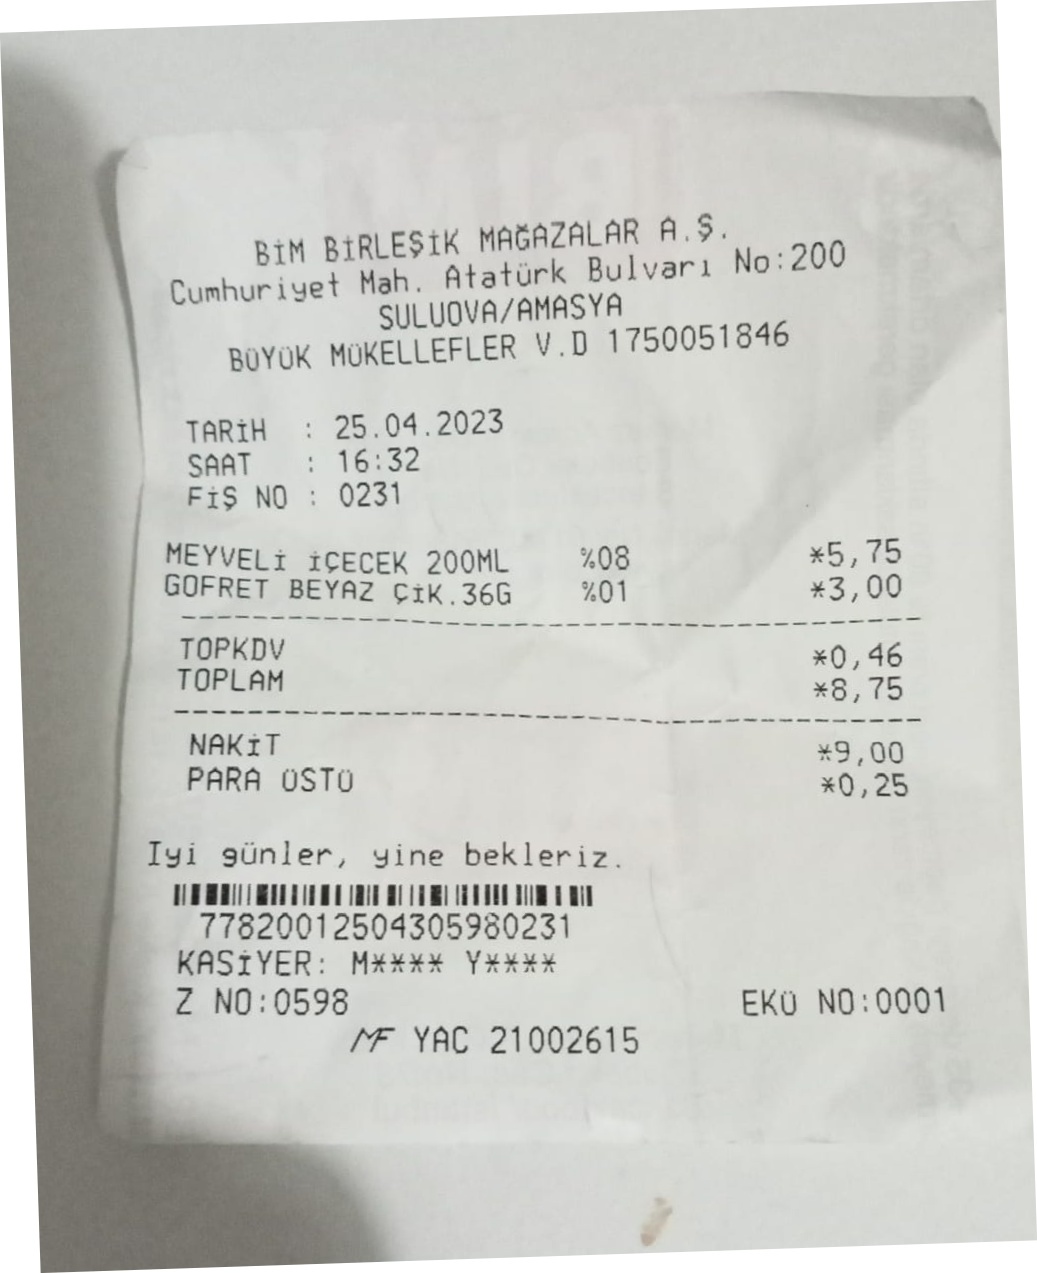 BİM BİRLEŞİK MAĞAZALAR A.Ş.
Cumhuriyet Mah. Atatürk Bulvarı No:200
SULUOVA/AMASYA
BÜYÜK MÜKELLEFLER V.D 1750051846
TARİH : 25.04.2023
SAAT : 16:32
FİŞ NO : 0231
MEYVELİ İÇECEK 200ML %08 *5,75
GOFRET BEYAZ ÇİK.36G %01 *3,00
TOPKDV *0,46
TOPLAM *8,75
NAKİT *9,00
PARA ÜSTÜ *0,25
Iyi günler, yine bekleriz.
77820012504305980231
KASİYER: M**** Y****
Z NO:0598 EKÜ NO:0001
MF YAC 21002615